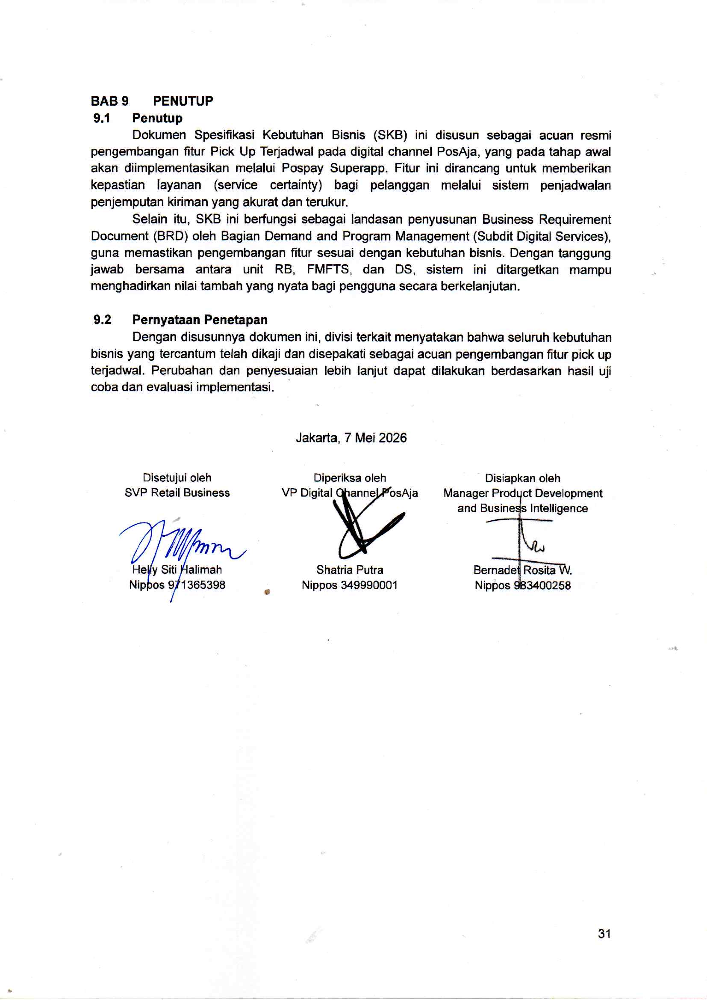 BAB 9 PENUTUP
9.1 Penutup
Dokumen Spesifikasi Kebutuhan Bisnis (SKB) ini disusun sebagai acuan resmi
pengembangan fitur Pick Up Terjadwal pada digital channel PosAja, yang pada tahap awal
akan diimplementasikan melalui Pospay Superapp. Fitur ini dirancang untuk memberikan
kepastian layanan (service certainty) bagi pelanggan melalui sistem penjadwalan
penjemputan kiriman yang akurat dan terukur.
Selain itu, SKB ini berfungsi sebagai landasan penyusunan Business Requirement
Document (BRD) oleh Bagian Demand and Program Management (Subdit Digital Services),
guna memastikan pengembangan fitur sesuai dengan kebutuhan bisnis. Dengan tanggung
jawab bersama antara unit RB, FMFTS, dan DS, sistem ini ditargetkan mampu
menghadirkan nilai tambah yang nyata bagi pengguna secara berkelanjutan.
9.2 Pernyataan Penetapan
Dengan disusunnya dokumen ini, divisi terkait menyatakan bahwa seluruh kebutuhan
bisnis yang tercantum telah dikaji dan disepakati sebagai acuan pengembangan fitur pick up
terjadwal. Perubahan dan penyesuaian lebih lanjut dapat dilakukan berdasarkan hasil uji
coba dan evaluasi implementasi.
Jakarta, 7 Mei 2026
Disetujui oleh
SVP Retail Business
Helly Siti Halimah
Nippos 971365398
Diperiksa oleh
VP Digital Channel PosAja
Shatria Putra
Nippos 349990001
Disiapkan oleh
Manager Product Development
and Business Intelligence
Bernadet Rosita W.
Nippos 983400258
31